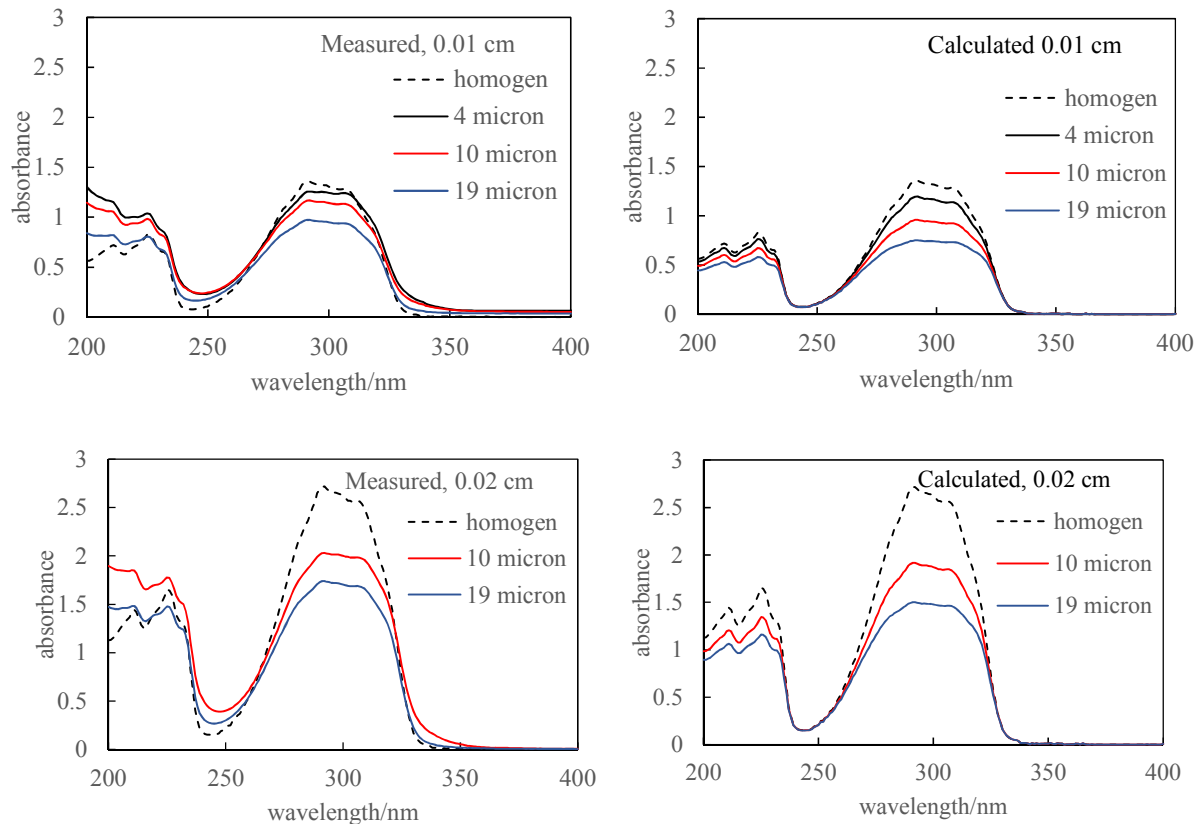 Measured, 0.01 cm
homogen
4 micron
10 micron
19 micron
3
2.5
2
1.5
1
0.5
0
absorbance
200
250
300
350
400
wavelength/nm
Calculated 0.01 cm
homogen
4 micron
10 micron
19 micron
3
2.5
2
1.5
1
0.5
0
absorbance
200
250
300
350
400
wavelength/nm
Measured, 0.02 cm
homogen
10 micron
19 micron
3
2.5
2
1.5
1
0.5
0
absorbance
200
250
300
350
400
wavelength/nm
Calculated, 0.02 cm
homogen
10 micron
19 micron
3
2.5
2
1.5
1
0.5
0
absorbance
200
250
300
350
400
wavelength/nm